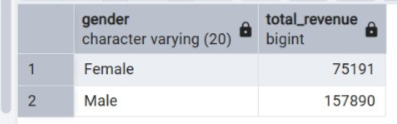 gender total_revenue
character varying (20) bigint
1 Female 75191
2 Male 157890